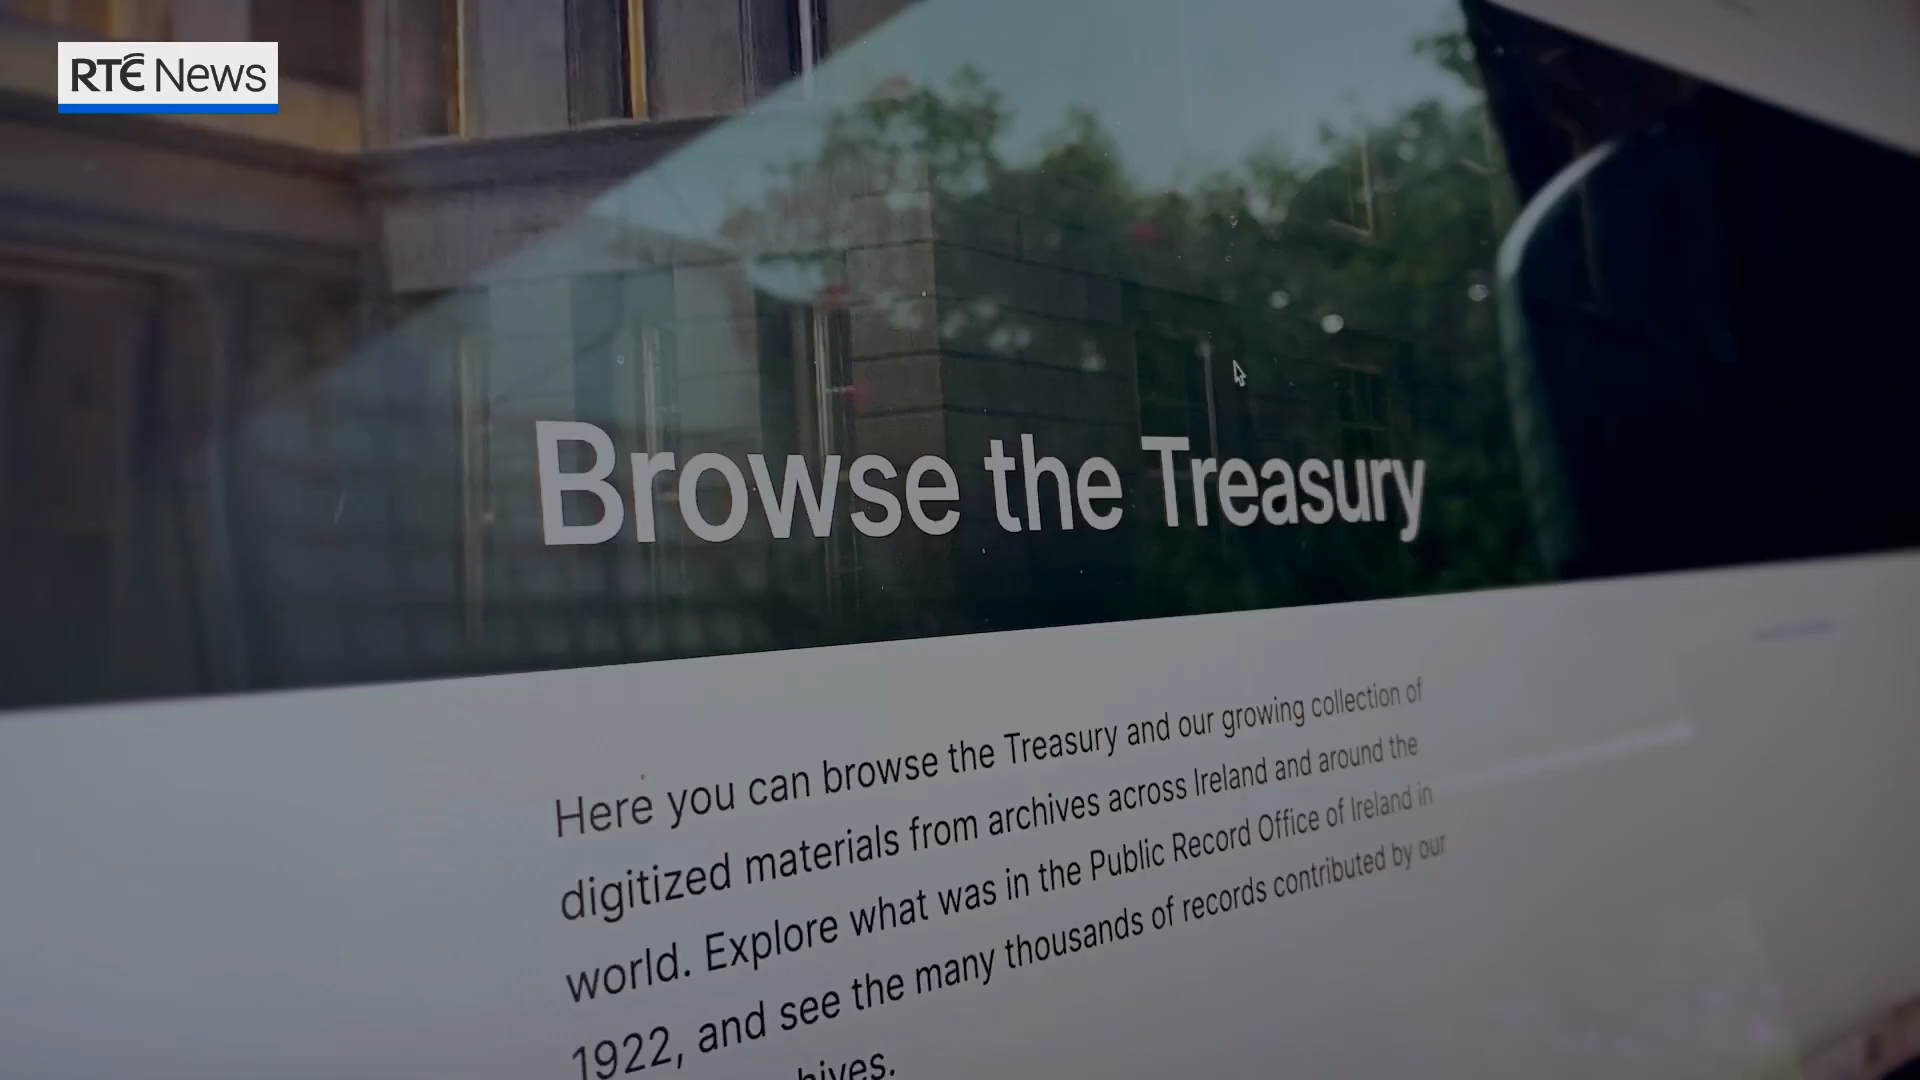 RTÉ News
Browse the Treasury
Here you can browse the Treasury and our growing collection of
digitized materials from archives across Ireland and around the
world. Explore what was in the Public Record Office of Ireland in
1922, and see the many thousands of records contributed by our
hives.